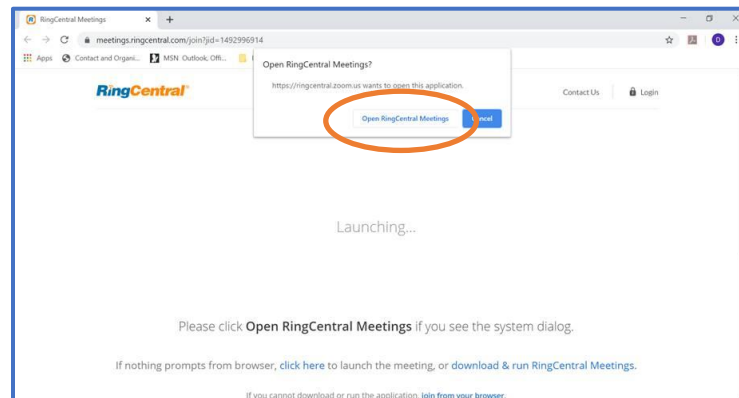 RingCentral Meetings
meetings.ringcentral.com/join?jid=1492996914
Apps Contact and Organi... MSN Outlook, Offi...
Open RingCentral Meetings?
https://ringcentral.zoom.us wants to open this application.
Open RingCentral Meetings Cancel
RingCentral
Contact Us Login
Launching...
Please click Open RingCentral Meetings if you see the system dialog.
If nothing prompts from browser, click here to launch the meeting, or download & run RingCentral Meetings.
If you cannot download or run the application, join from your browser.